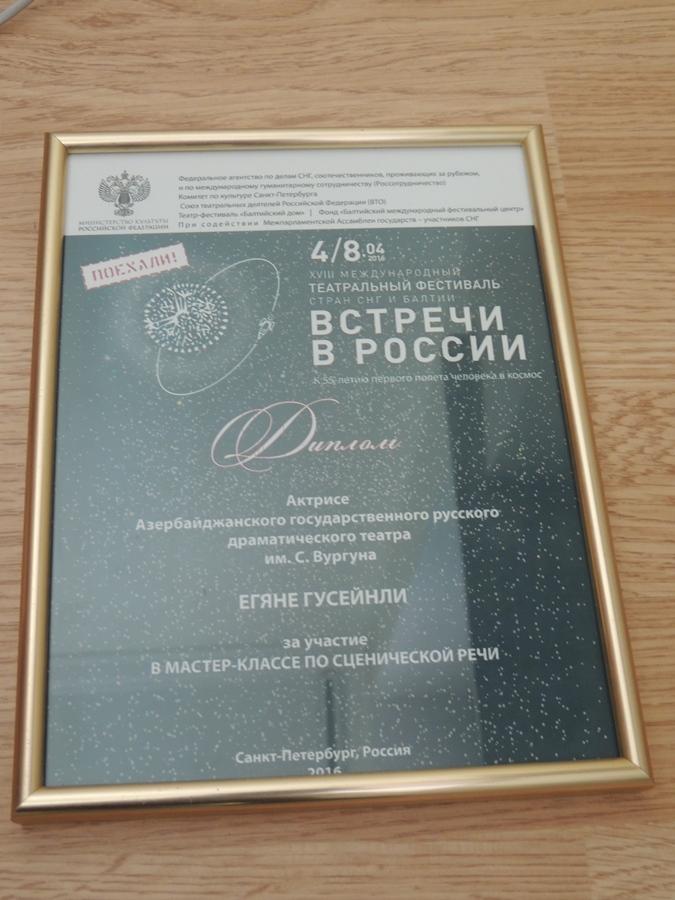 МИНИСТЕРСТВО КУЛЬТУРЫ
РОССИЙСКОЙ ФЕДЕРАЦИИ
Федеральное агентство по делам СНГ, соотечественников, проживающих за рубежом,
и по международному гуманитарному сотрудничеству (Россотрудничество)
Комитет по культуре Санкт-Петербурга
Союз театральных деятелей Российской Федерации (ВТО)
Театр-фестиваль «Балтийский дом» | Фонд «Балтийский международный фестивальный центр»
При содействии Межпарламентской Ассамблеи государств – участников СНГ
ПОЕХАЛИ!
4/8.04
2016
XVIII МЕЖДУНАРОДНЫЙ
ТЕАТРАЛЬНЫЙ ФЕСТИВАЛЬ
СТРАН СНГ И БАЛТИИ
ВСТРЕЧИ
В РОССИИ
К 55-летию первого полета человека в космос
Диплом
Актрисе
Азербайджанского государственного русского
драматического театра
им. С. Вургуна
ЕГЯНЕ ГУСЕЙНЛИ
за участие
В МАСТЕР-КЛАССЕ ПО СЦЕНИЧЕСКОЙ РЕЧИ
Санкт-Петербург, Россия
2016